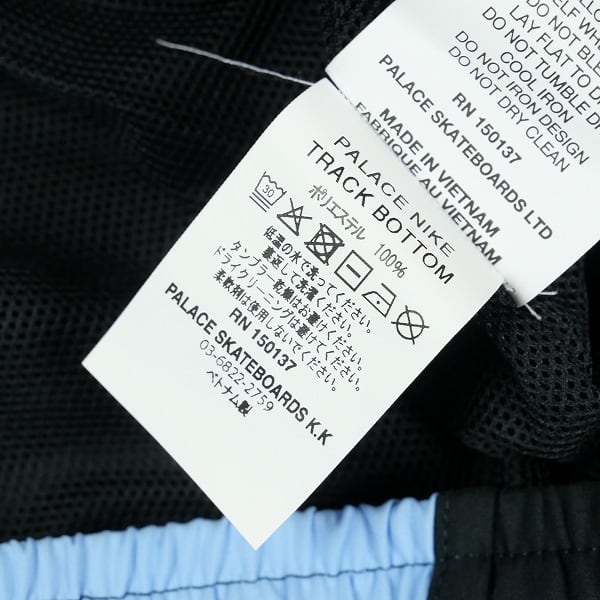 DO NOT BL
LAY FLAT TO D
DO NOT TUMBLE D
COOL IRON
DO NOT IRON DESIGN
DO NOT DRY CLEAN
RN 150137
PALACE SKATEBOARDS LTD
MADE IN VIETNAM
FABRIQUE AU VIETNAM
PALACE NIKE
TRACK BOTTOM
ポリエステル 100%
30
低温の水で洗ってください。
裏返して洗濯ください。
タンブラー乾燥はお避けください。
ドライクリーニングは避けてください。
柔軟剤は使用しないでください。
RN 150137
PALACE SKATEBOARDS K.K
03-6822-2759
ベトナム製